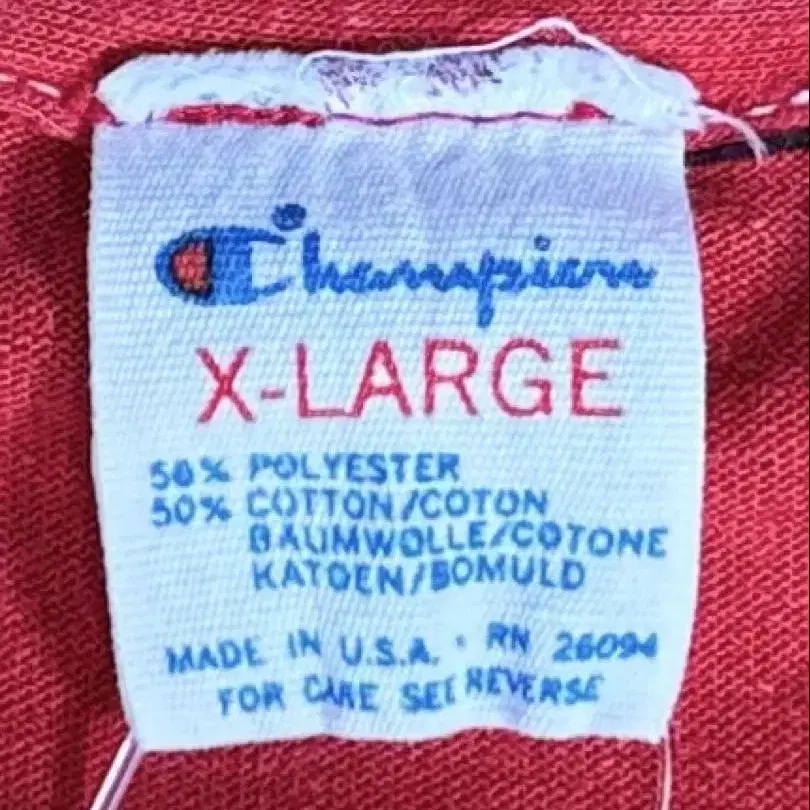 Champion
X-LARGE
50% POLYESTER
50% COTTON/COTON
BAUMWOLLE/COTONE
KATOEN/BOMULD
MADE IN U.S.A. · RN 26094
FOR CARE SEE REVERSE